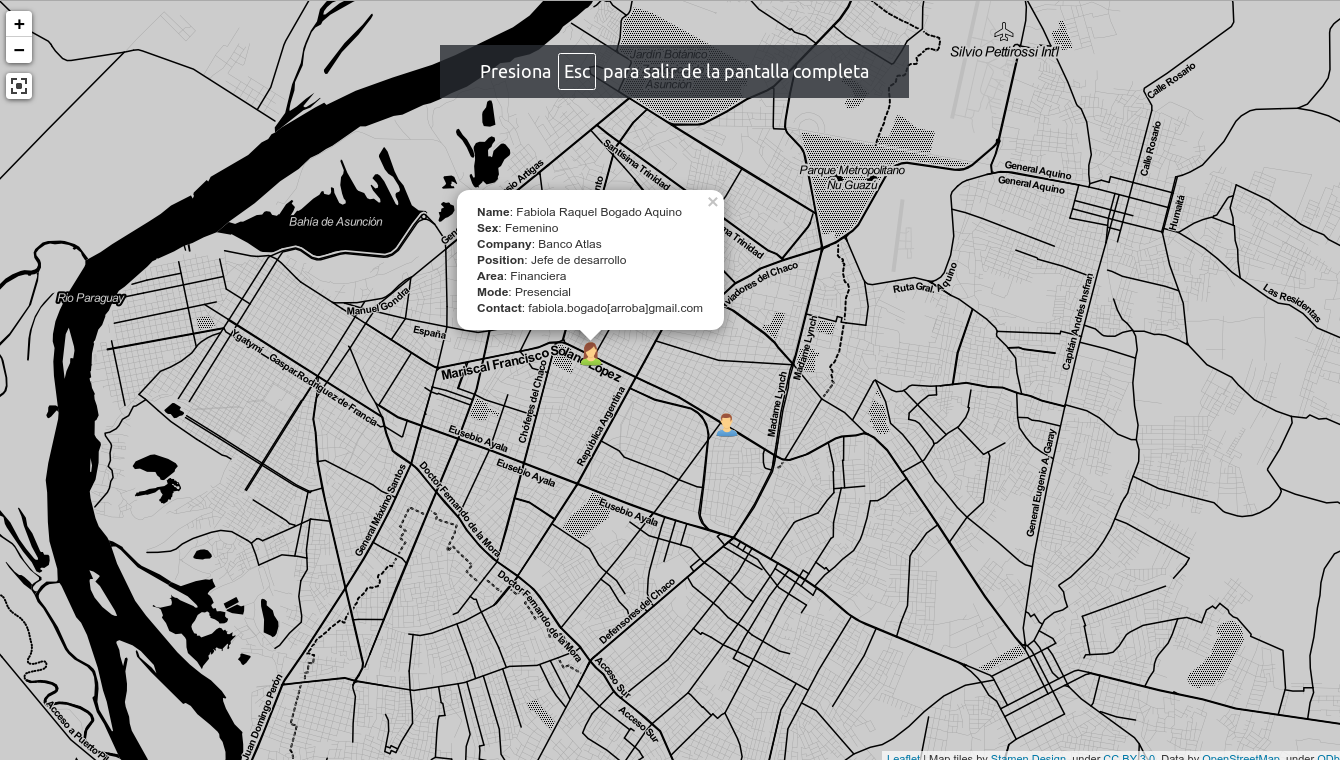 +
−
Silvio Pettirossi Int'l
Jardín Botánico
Asunción
Presiona Esc para salir de la pantalla completa
Calle Rosario
Calle Rosario
Santísima Trinidad
General Aquino
General Aquino
Parque Metropolitano
Ñu Guazú
Humaitá
Bahía de Asunción
Name: Fabiola Raquel Bogado Aquino
Sex: Femenino
Company: Banco Atlas
Position: Jefe de desarrollo
Area: Financiera
Mode: Presencial
Contact: fabiola.bogado[arroba]gmail.com
×
Río Paraguay
Ruta Gral. Aquino
Las Residentas
Manuel Gondra
España
Mariscal Francisco Solano López
Ygatymi
Gaspar Rodríguez de Francia
Choferes del Chaco
República Argentina
Madame Lynch
Madame Lynch
Capitán Andrés Insfrán
General Eugenio A. Garay
Eusebio Ayala
Eusebio Ayala
Eusebio Ayala
General Máximo Santos
Doctor Fernando de la Mora
Doctor Fernando de la Mora
Defensores del Chaco
Acceso Sur
Acceso Sur
Juan Domingo Perón
Leaflet | Map tiles by Stamen Design, under CC BY 3.0. Data by OpenStreetMap, under